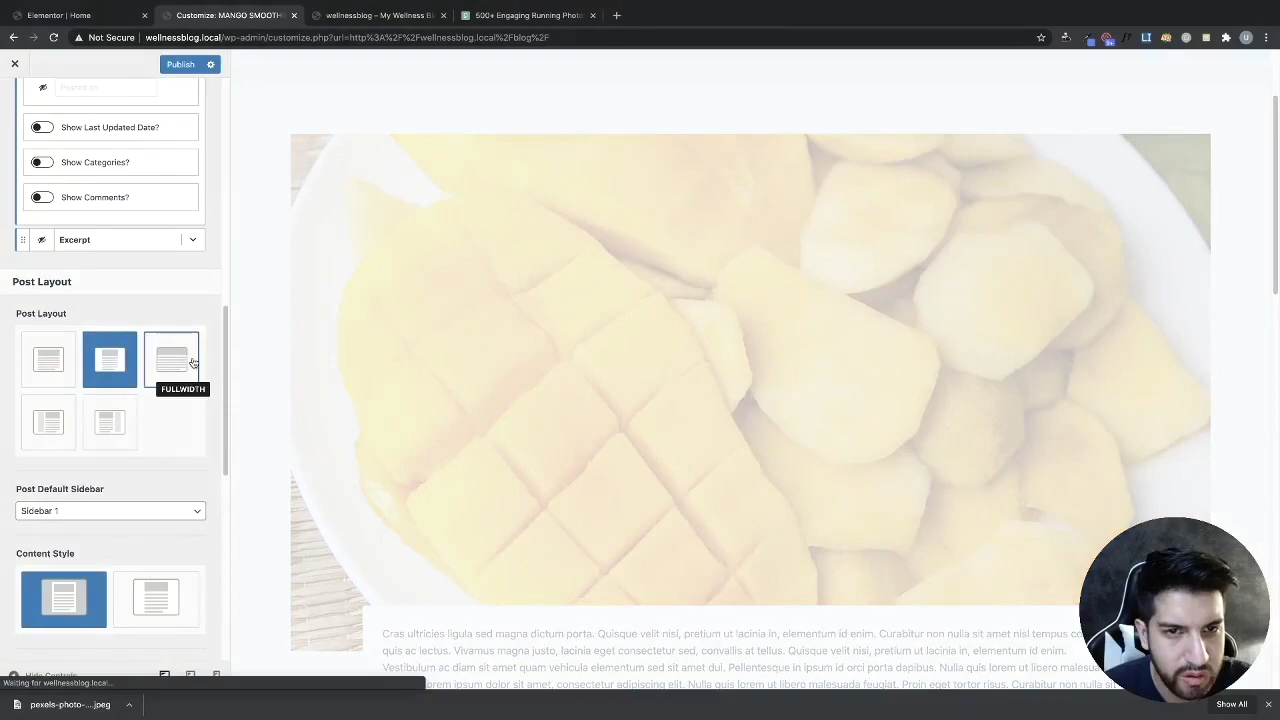 Elementor | Home
Customize: MANGO SMOOTH
wellnessblog – My Wellness Bl
500+ Engaging Running Photo
Not Secure | wellnessblog.local/wp-admin/customize.php?url=http%3A%2F%2Fwellnessblog.local%2Fblog%2F
Publish
Posted on
Show Last Updated Date?
Show Categories?
Show Comments?
Excerpt
Post Layout
Post Layout
FULLWIDTH
Post Default Sidebar
Sidebar 1
Content Style
Hide Controls
Waiting for wellnessblog.local...
Cras ultricies ligula sed magna dictum porta. Quisque velit nisi, pretium ut lacinia in, elementum id enim. Curabitur non nulla sit amet nisl tempus co
quis ac lectus. Vivamus magna justo, lacinia eget consectetur sed, convallis at tellus. Quisque velit nisi, pretium ut lacinia in, elementum id enim.
Vestibulum ac diam sit amet quam vehicula elementum sed sit amet dui. Pellentesque in ipsum id orci porta dapibus. Nulla quis lorem ut libero malesuada
orem ipsum dolor sit amet, consectetur adipiscing elit. Nulla quis lorem ut libero malesuada feugiat. Proin eget tortor risus. Curabitur non nulla
pexels-photo-....jpeg
Show All